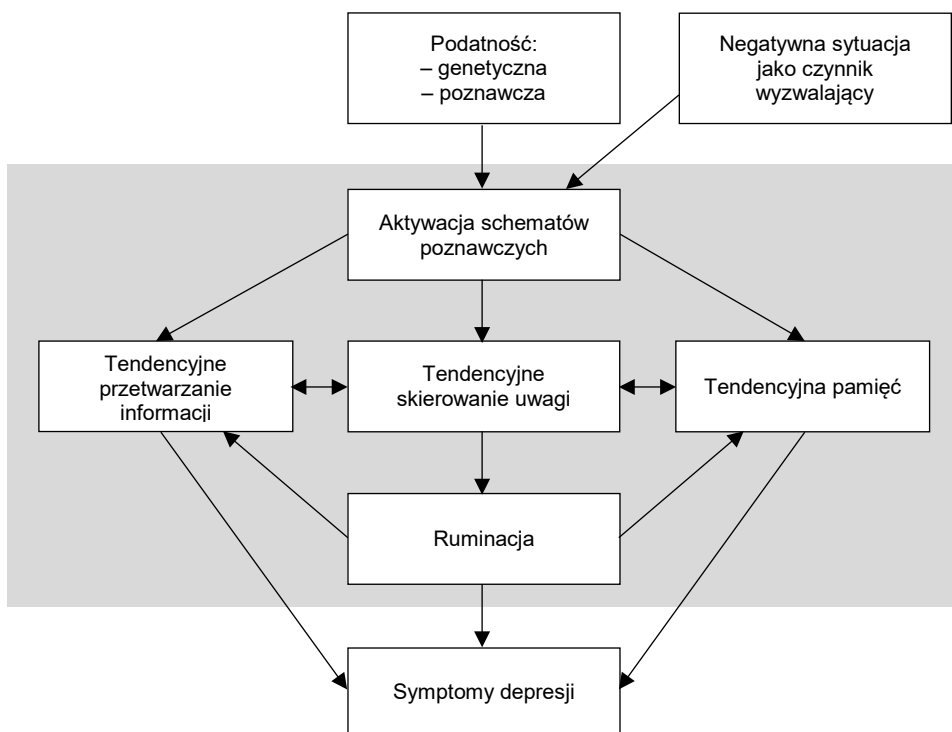 Podatność:
– genetyczna
– poznawcza
Negatywna sytuacja
jako czynnik
wyzwalający
Aktywacja schematów
poznawczych
Tendencyjne
przetwarzanie
informacji
Tendencyjne
skierowanie uwagi
Tendencyjna pamięć
Ruminacja
Symptomy depresji